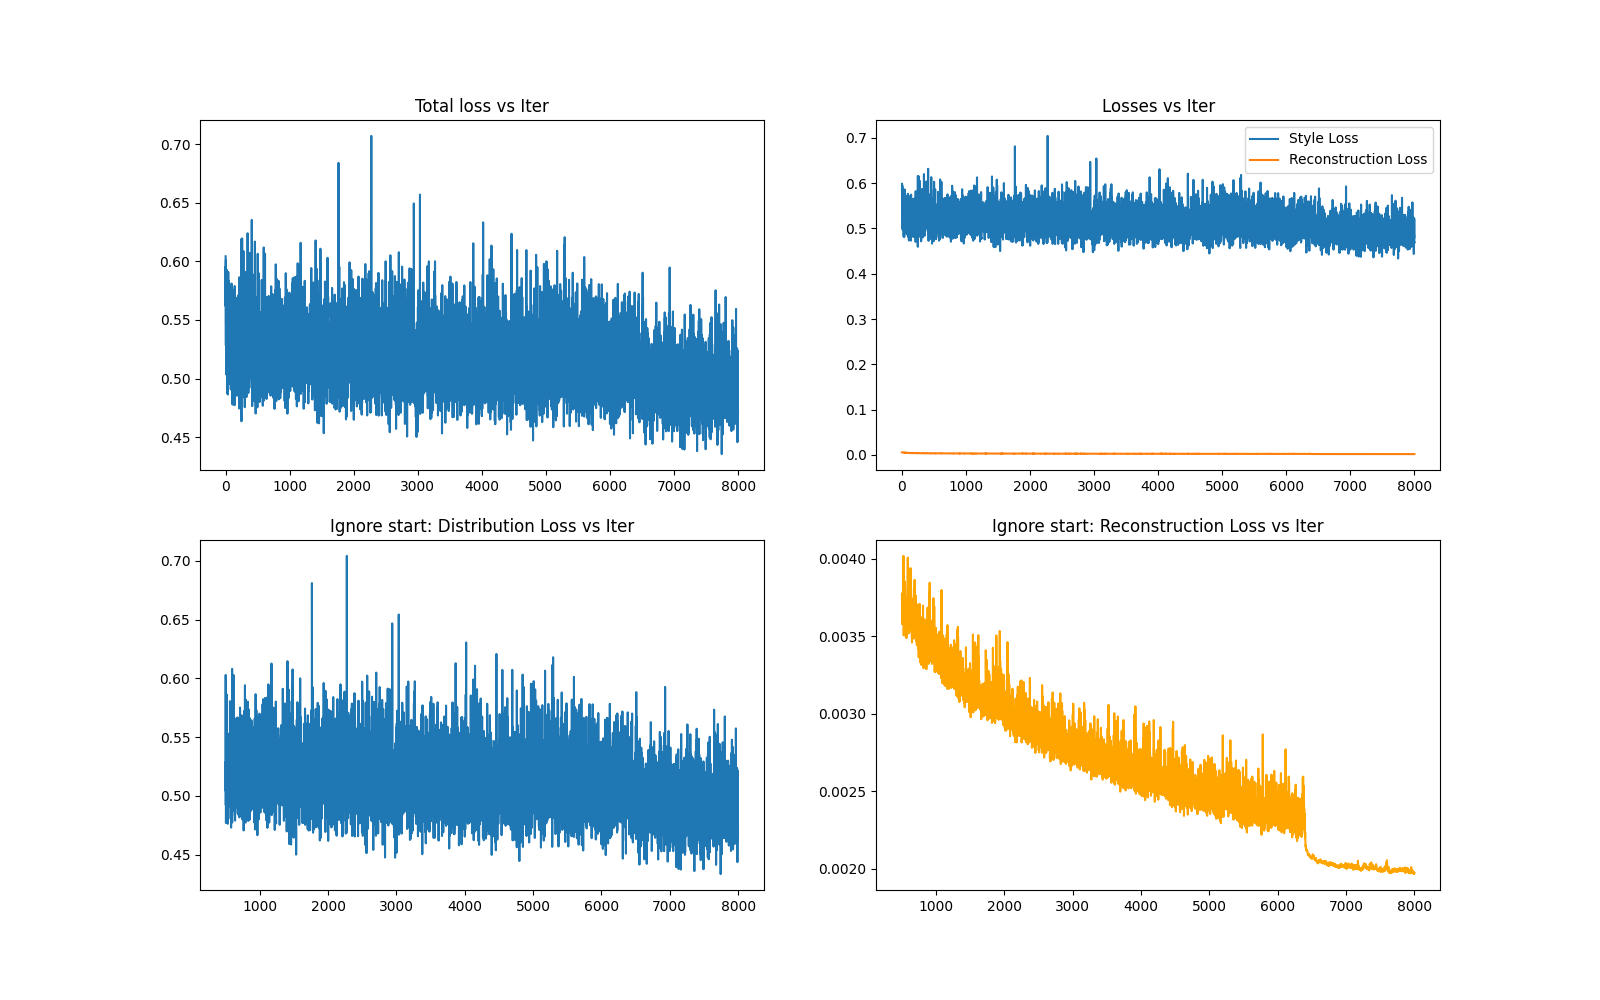 Total loss vs Iter
0.70
0.65
0.60
0.55
0.50
0.45
0 1000 2000 3000 4000 5000 6000 7000 8000
Losses vs Iter
Style Loss
Reconstruction Loss
0.7
0.6
0.5
0.4
0.3
0.2
0.1
0.0
0 1000 2000 3000 4000 5000 6000 7000 8000
Ignore start: Distribution Loss vs Iter
0.70
0.65
0.60
0.55
0.50
0.45
1000 2000 3000 4000 5000 6000 7000 8000
Ignore start: Reconstruction Loss vs Iter
0.0040
0.0035
0.0030
0.0025
0.0020
1000 2000 3000 4000 5000 6000 7000 8000